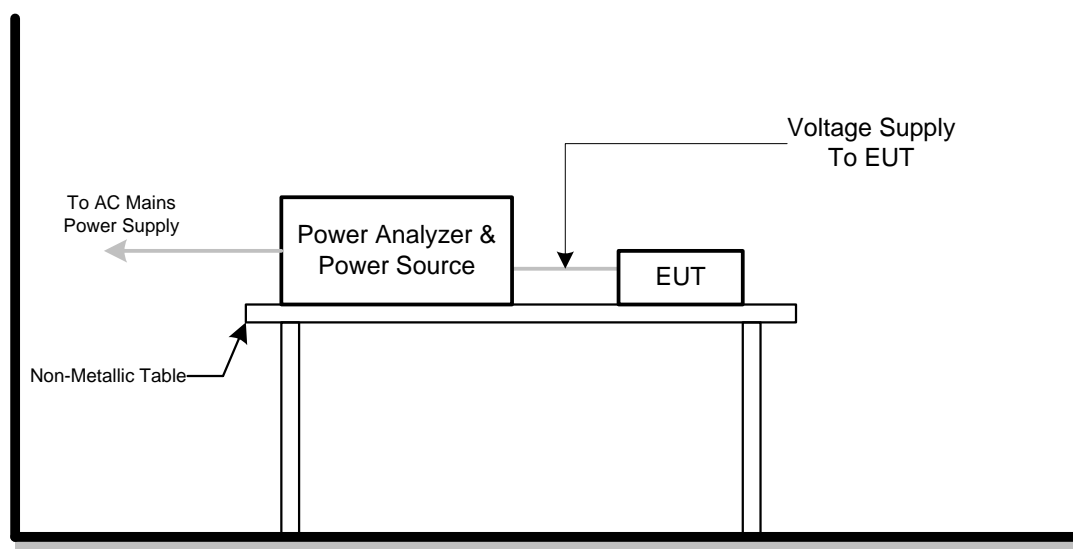 Voltage Supply
To EUT
To AC Mains
Power Supply
Power Analyzer &
Power Source
EUT
Non-Metallic Table